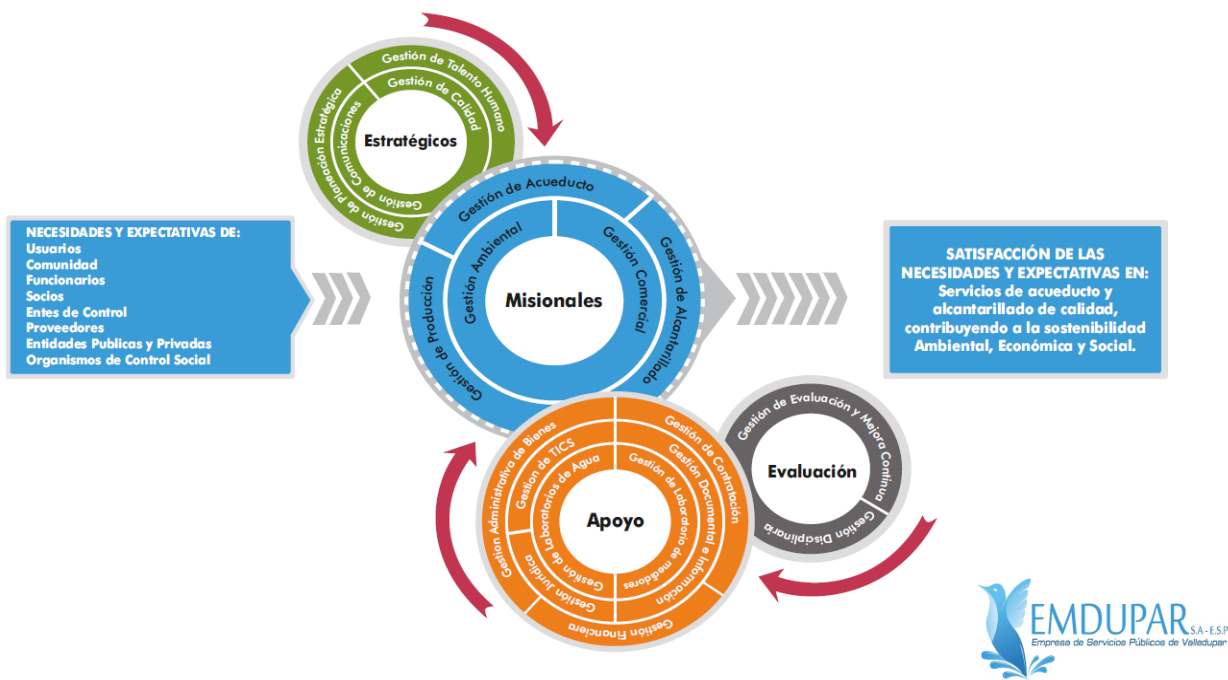 NECESIDADES Y EXPECTATIVAS DE:
Usuarios
Comunidad
Funcionarios
Socios
Entes de Control
Proveedores
Entidades Publicas y Privadas
Organismos de Control Social
Estratégicos
Gestión de Planeación Estratégica
Gestión de Talento Humano
Gestión de Comunicaciones
Gestión de Calidad
Misionales
Gestión de Producción
Gestión de Acueducto
Gestión de Alcantarillado
Gestión Ambiental
Gestión Comercial
Apoyo
Gestion Administrativa de Bienes
Gestión de Contratación
Gestión Financiera
Gestion de TICS
Gestión Documental e Información
Gestión Jurídica
Gestión de Laboratorios de Agua
Gestión de Laboratorio de medidores
Evaluación
Gestión de Evaluación y Mejora Continua
Gestión Disciplinaria
SATISFACCIÓN DE LAS
NECESIDADES Y EXPECTATIVAS EN:
Servicios de acueducto y
alcantarillado de calidad,
contribuyendo a la sostenibilidad
Ambiental, Económica y Social.
EMDUPAR S.A - E.S.P
Empresa de Servicios Públicos de Valledupar